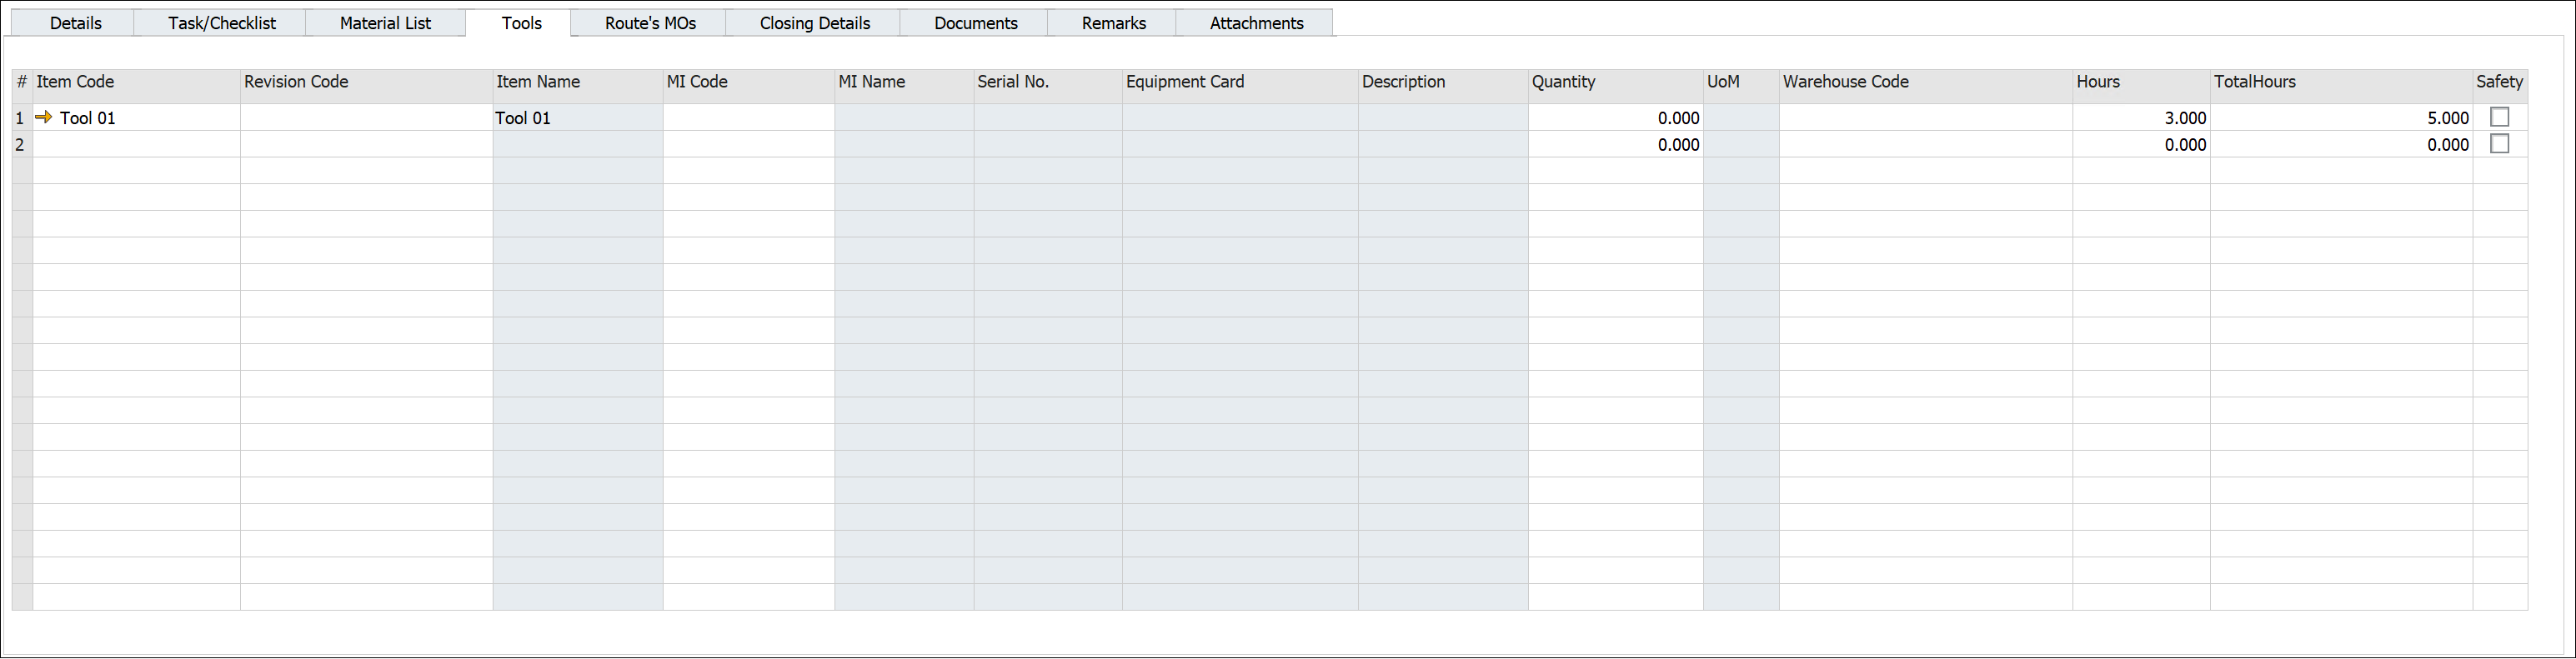 Details Task/Checklist Material List Tools Route's MOs Closing Details Documents Remarks Attachments
# Item Code Revision Code Item Name MI Code MI Name Serial No. Equipment Card Description Quantity UoM Warehouse Code Hours TotalHours Safety
1 Tool 01 Tool 01 0.000 3.000 5.000
2 0.000 0.000 0.000